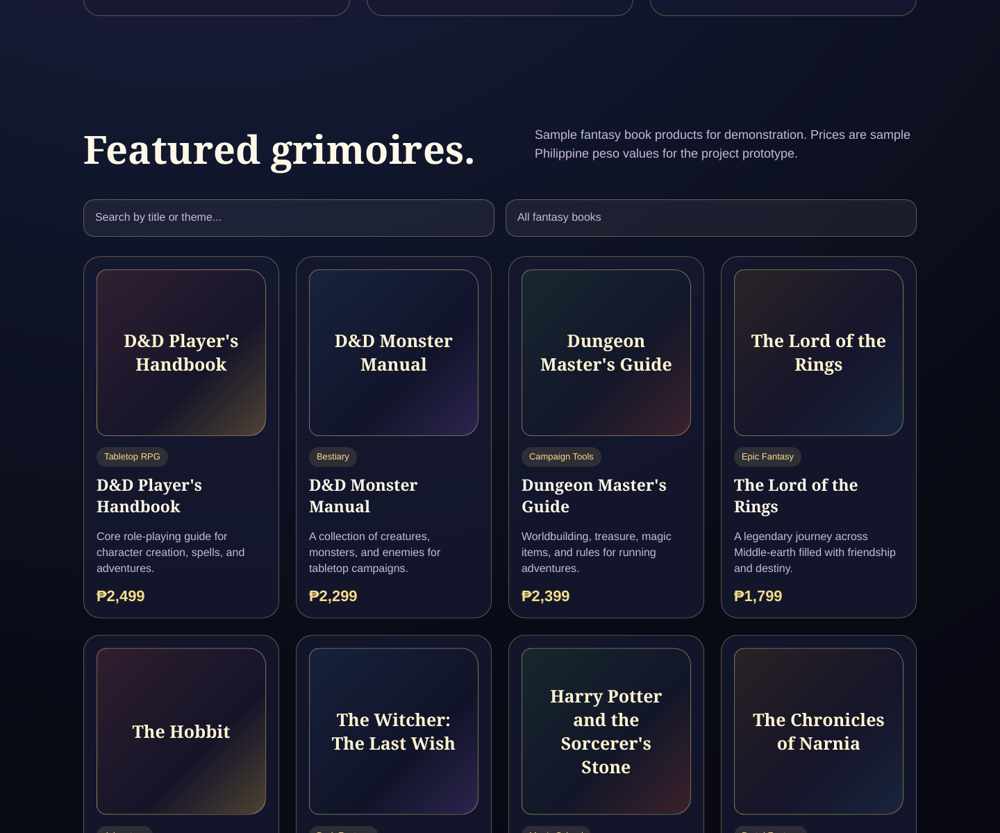 Featured grimoires.
Sample fantasy book products for demonstration. Prices are sample
Philippine peso values for the project prototype.
Search by title or theme...
All fantasy books
D&D Player's
Handbook
Tabletop RPG
D&D Player's
Handbook
Core role-playing guide for
character creation, spells, and
adventures.
₱2,499
D&D Monster
Manual
Bestiary
D&D Monster
Manual
A collection of creatures,
monsters, and enemies for
tabletop campaigns.
₱2,299
Dungeon
Master's Guide
Campaign Tools
Dungeon Master's
Guide
Worldbuilding, treasure, magic
items, and rules for running
adventures.
₱2,399
The Lord of the
Rings
Epic Fantasy
The Lord of the
Rings
A legendary journey across
Middle-earth filled with friendship
and destiny.
₱1,799
The Hobbit
The Witcher:
The Last Wish
Harry Potter
and the
Sorcerer's
Stone
The Chronicles
of Narnia